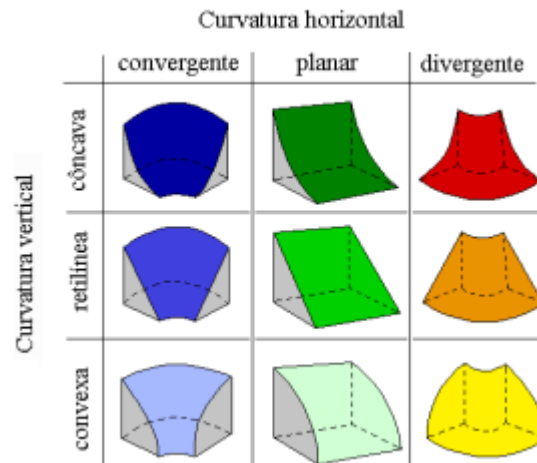 Curvatura horizontal
convergente planar divergente
Curvatura vertical
côncava
retilínea
convexa